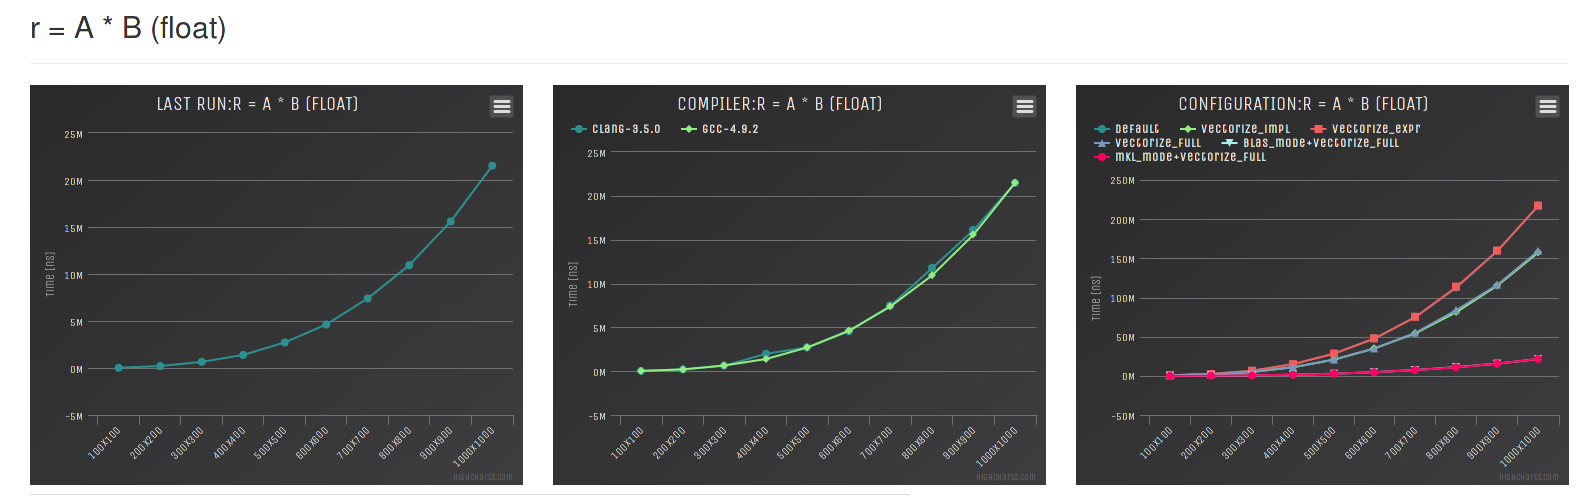 r = A * B (float)
LAST RUN:R = A * B (FLOAT)
25M
20M
15M
10M
5M
0M
-5M
Time [ns]
100X100
200X200
300X300
400X400
500X500
600X600
700X700
800X800
900X900
1000X1000
Highcharts.com
COMPILER:R = A * B (FLOAT)
clang-3.5.0 GCC-4.9.2
25M
20M
15M
10M
5M
0M
-5M
Time [ns]
100X100
200X200
300X300
400X400
500X500
600X600
700X700
800X800
900X900
1000X1000
Highcharts.com
CONFIGURATION:R = A * B (FLOAT)
default vectorize_impl vectorize_expr
vectorize_full blas_mode+vectorize_full
mkl_mode+vectorize_full
250M
200M
150M
100M
50M
0M
-50M
Time [ns]
100X100
200X200
300X300
400X400
500X500
600X600
700X700
800X800
900X900
1000X1000
Highcharts.com